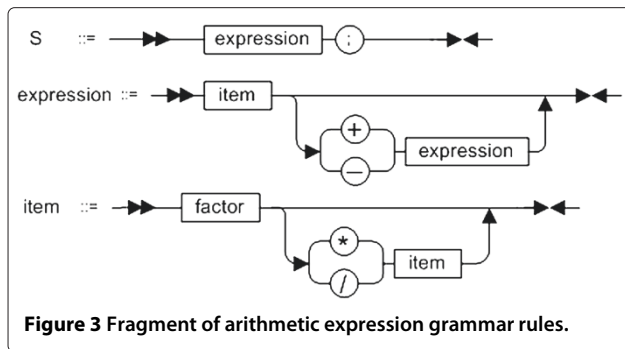 S ::= expression ;
expression ::= item
+
— expression
item ::= factor
*
/ item
Figure 3 Fragment of arithmetic expression grammar rules.